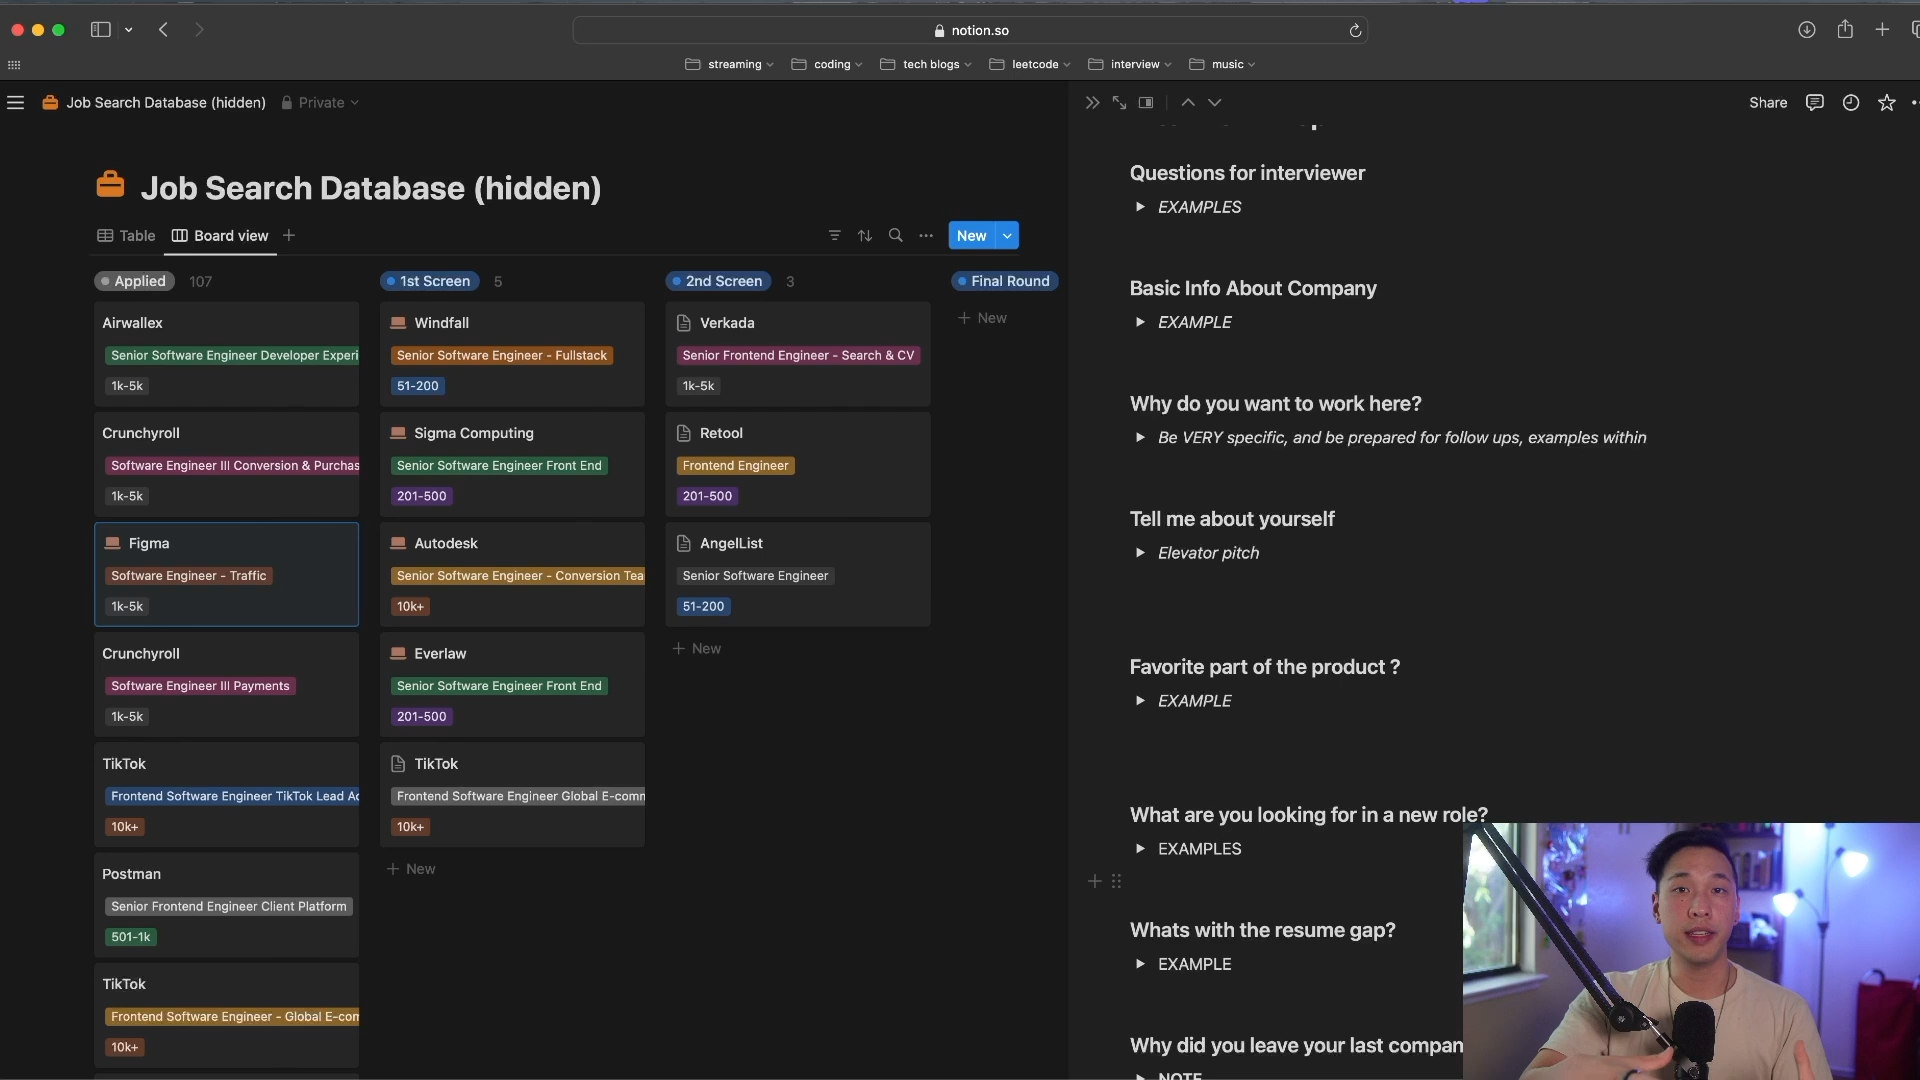 notion.so
streaming
coding
tech blogs
leetcode
interview
music
Job Search Database (hidden)
Private
Share
Job Search Database (hidden)
Table
Board view
New
Applied 107
Airwallex
Senior Software Engineer Developer Experi
1k-5k
Crunchyroll
Software Engineer III Conversion & Purchas
1k-5k
Figma
Software Engineer - Traffic
1k-5k
Crunchyroll
Software Engineer III Payments
1k-5k
TikTok
Frontend Software Engineer TikTok Lead Ac
10k+
Postman
Senior Frontend Engineer Client Platform
501-1k
TikTok
Frontend Software Engineer - Global E-com
10k+
1st Screen 5
Windfall
Senior Software Engineer - Fullstack
51-200
Sigma Computing
Senior Software Engineer Front End
201-500
Autodesk
Senior Software Engineer - Conversion Tea
10k+
Everlaw
Senior Software Engineer Front End
201-500
TikTok
Frontend Software Engineer Global E-comm
10k+
+ New
2nd Screen 3
Verkada
Senior Frontend Engineer - Search & CV
1k-5k
Retool
Frontend Engineer
201-500
AngelList
Senior Software Engineer
51-200
+ New
Final Round
+ New
Questions for interviewer
EXAMPLES
Basic Info About Company
EXAMPLE
Why do you want to work here?
Be VERY specific, and be prepared for follow ups, examples within
Tell me about yourself
Elevator pitch
Favorite part of the product ?
EXAMPLE
What are you looking for in a new role?
EXAMPLES
Whats with the resume gap?
EXAMPLE
Why did you leave your last compan
NOTE